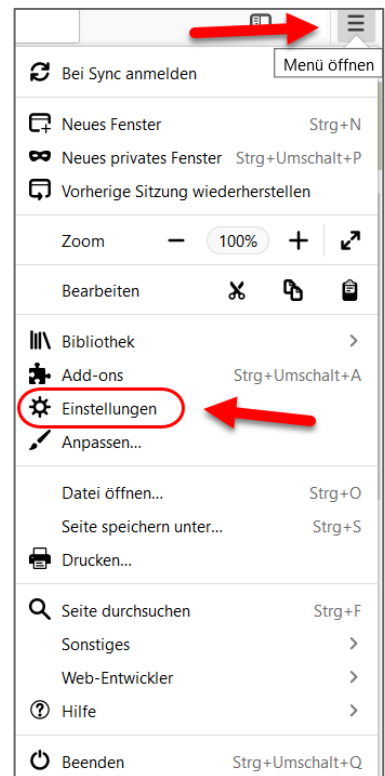 Menü öffnen
Bei Sync anmelden
Neues Fenster Strg+N
Neues privates Fenster Strg+Umschalt+P
Vorherige Sitzung wiederherstellen
Zoom 100%
Bearbeiten
Bibliothek
Add-ons Strg+Umschalt+A
Einstellungen
Anpassen...
Datei öffnen... Strg+O
Seite speichern unter... Strg+S
Drucken...
Seite durchsuchen Strg+F
Sonstiges
Web-Entwickler
Hilfe
Beenden Strg+Umschalt+Q